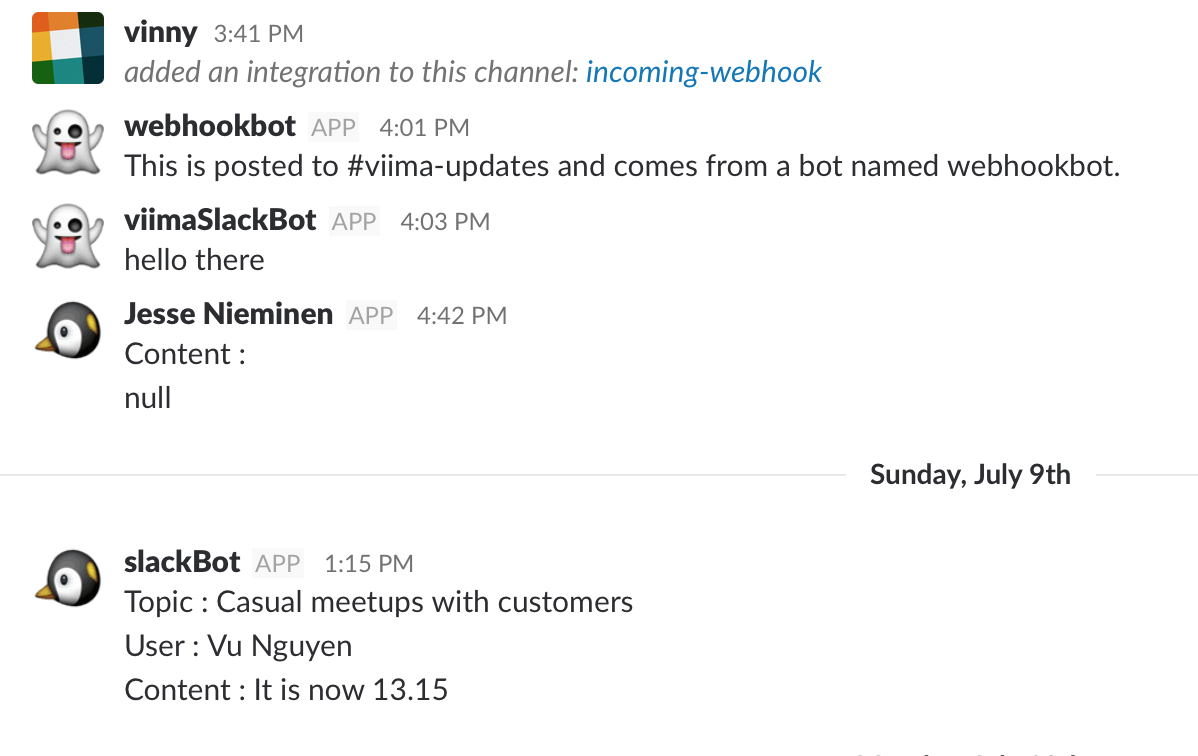 vinny 3:41 PM
added an integration to this channel: incoming-webhook
webhookbot APP 4:01 PM
This is posted to #viima-updates and comes from a bot named webhookbot.
viimaSlackBot APP 4:03 PM
hello there
Jesse Nieminen APP 4:42 PM
Content :
null
Sunday, July 9th
slackBot APP 1:15 PM
Topic : Casual meetups with customers
User : Vu Nguyen
Content : It is now 13.15